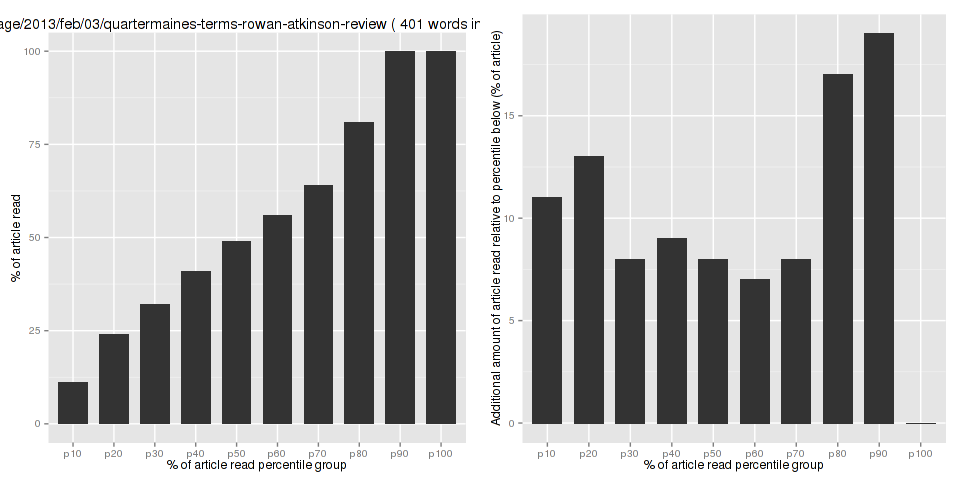 age/2013/feb/03/quartermaines-terms-rowan-atkinson-review ( 401 words in
% of article read
100
75
50
25
0
p10 p20 p30 p40 p50 p60 p70 p80 p90 p100
% of article read percentile group
Additional amount of article read relative to percentile below (% of article)
15
10
5
0
p10 p20 p30 p40 p50 p60 p70 p80 p90 p100
% of article read percentile group